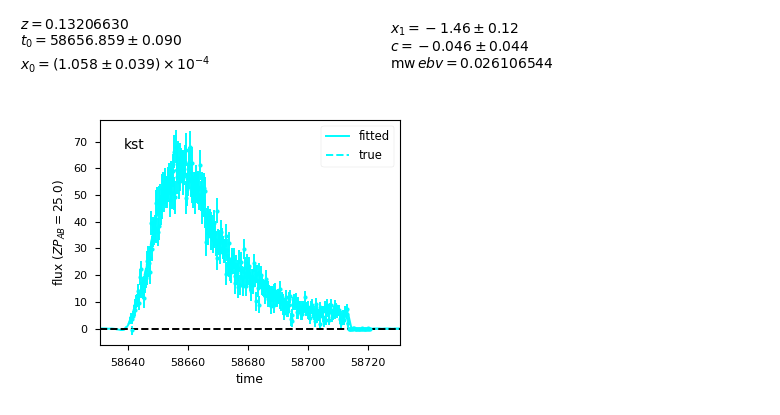 z = 0.13206630
t₀ = 58656.859 ± 0.090
x₀ = (1.058 ± 0.039) × 10⁻⁴
x₁ = −1.46 ± 0.12
c = −0.046 ± 0.044
mw ebv = 0.026106544
kst
fitted
true
flux (ZP_AB = 25.0)
70
60
50
40
30
20
10
0
58640 58660 58680 58700 58720
time